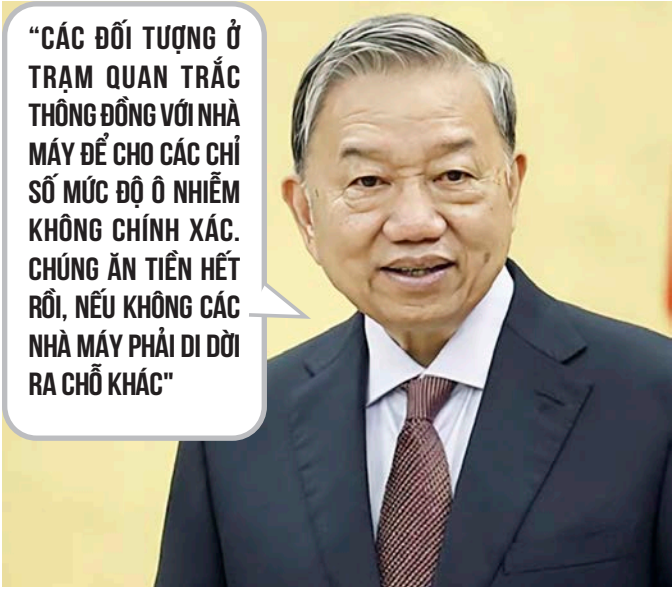 “CÁC ĐỐI TƯỢNG Ở
TRẠM QUAN TRẮC
THÔNG ĐỒNG VỚI NHÀ
MÁY ĐỂ CHO CÁC CHỈ
SỐ MỨC ĐỘ Ô NHIỄM
KHÔNG CHÍNH XÁC.
CHÚNG ĂN TIỀN HẾT
RỒI, NẾU KHÔNG CÁC
NHÀ MÁY PHẢI DI DỜI
RA CHỖ KHÁC"